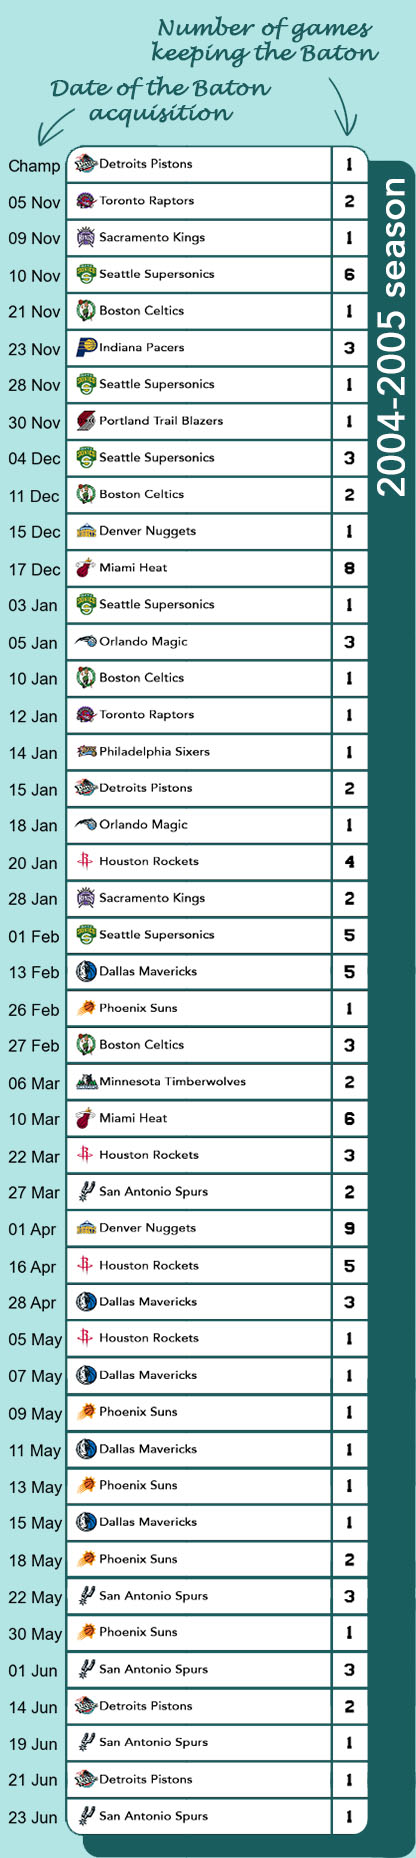 Number of games
keeping the Baton
Date of the Baton
acquisition
2004-2005 season
Champ Detroits Pistons 1
05 Nov Toronto Raptors 2
09 Nov Sacramento Kings 1
10 Nov Seattle Supersonics 6
21 Nov Boston Celtics 1
23 Nov Indiana Pacers 3
28 Nov Seattle Supersonics 1
30 Nov Portland Trail Blazers 1
04 Dec Seattle Supersonics 3
11 Dec Boston Celtics 2
15 Dec Denver Nuggets 1
17 Dec Miami Heat 8
03 Jan Seattle Supersonics 1
05 Jan Orlando Magic 3
10 Jan Boston Celtics 1
12 Jan Toronto Raptors 1
14 Jan Philadelphia Sixers 1
15 Jan Detroits Pistons 2
18 Jan Orlando Magic 1
20 Jan Houston Rockets 4
28 Jan Sacramento Kings 2
01 Feb Seattle Supersonics 5
13 Feb Dallas Mavericks 5
26 Feb Phoenix Suns 1
27 Feb Boston Celtics 3
06 Mar Minnesota Timberwolves 2
10 Mar Miami Heat 6
22 Mar Houston Rockets 3
27 Mar San Antonio Spurs 2
01 Apr Denver Nuggets 9
16 Apr Houston Rockets 5
28 Apr Dallas Mavericks 3
05 May Houston Rockets 1
07 May Dallas Mavericks 1
09 May Phoenix Suns 1
11 May Dallas Mavericks 1
13 May Phoenix Suns 1
15 May Dallas Mavericks 1
18 May Phoenix Suns 2
22 May San Antonio Spurs 3
30 May Phoenix Suns 1
01 Jun San Antonio Spurs 3
14 Jun Detroits Pistons 2
19 Jun San Antonio Spurs 1
21 Jun Detroits Pistons 1
23 Jun San Antonio Spurs 1